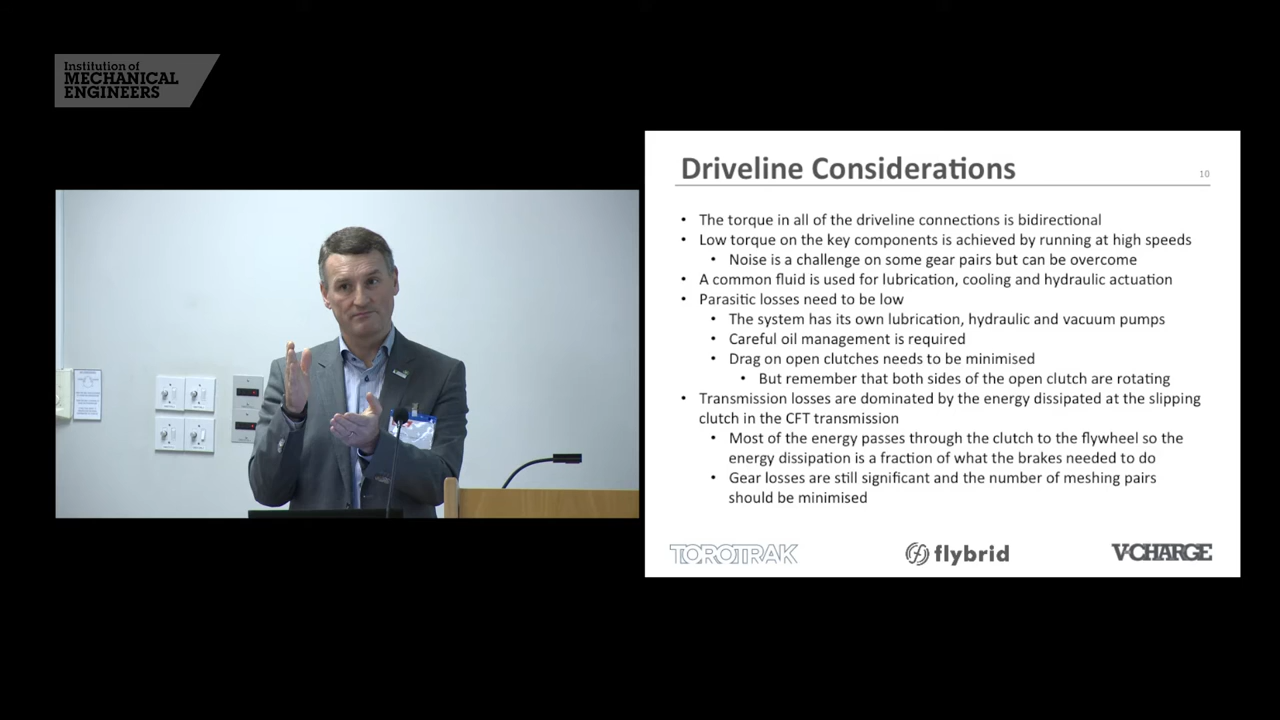 Institution of
MECHANICAL
ENGINEERS
Driveline Considerations
10
• The torque in all of the driveline connections is bidirectional
• Low torque on the key components is achieved by running at high speeds
• Noise is a challenge on some gear pairs but can be overcome
• A common fluid is used for lubrication, cooling and hydraulic actuation
• Parasitic losses need to be low
• The system has its own lubrication, hydraulic and vacuum pumps
• Careful oil management is required
• Drag on open clutches needs to be minimised
• But remember that both sides of the open clutch are rotating
• Transmission losses are dominated by the energy dissipated at the slipping
clutch in the CFT transmission
• Most of the energy passes through the clutch to the flywheel so the
energy dissipation is a fraction of what the brakes needed to do
• Gear losses are still significant and the number of meshing pairs
should be minimised
TOROTRAK
flybrid
V-CHARGE